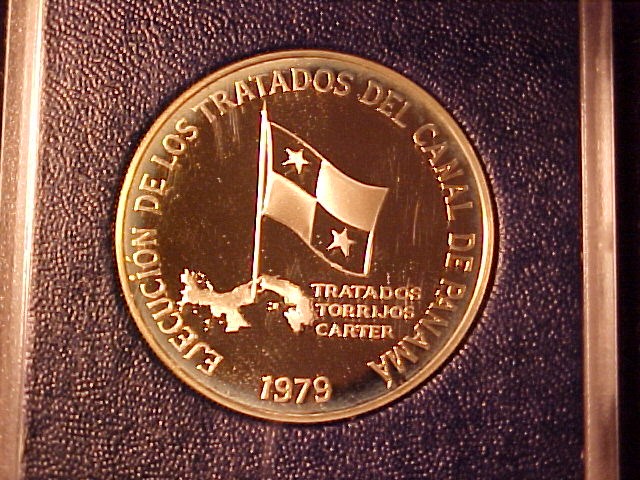 EJECUCIÓN DE LOS TRATADOS DEL CANAL DE PANAMÁ
TRATADOS
TORRIJOS
CARTER
1979